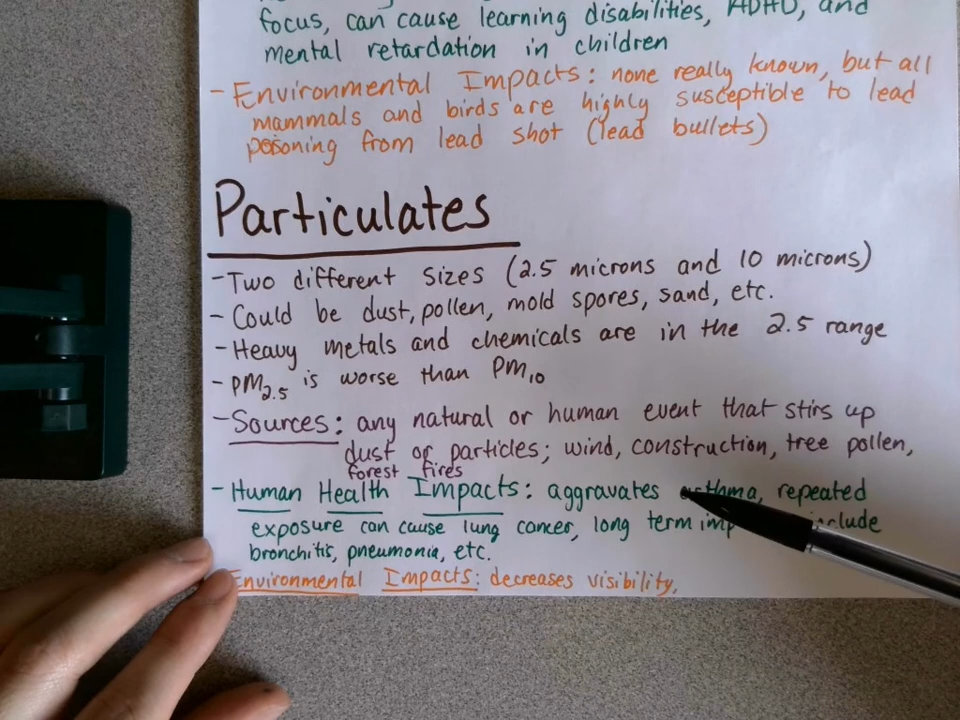 focus, can cause learning disabilities, ADHD, and
mental retardation in children
- Environmental Impacts: none really known, but all
mammals and birds are highly susceptible to lead
poisoning from lead shot (lead bullets)
Particulates
- Two different sizes (2.5 microns and 10 microns)
- Could be dust, pollen, mold spores, sand, etc.
- Heavy metals and chemicals are in the 2.5 range
- PM2.5 is worse than PM10
- Sources: any natural or human event that stirs up
dust or particles; wind, construction, tree pollen,
forest fires
- Human Health Impacts: aggravates asthma, repeated
exposure can cause lung cancer, long term include
bronchitis, pneumonia, etc.
Environmental Impacts: decreases visibility,